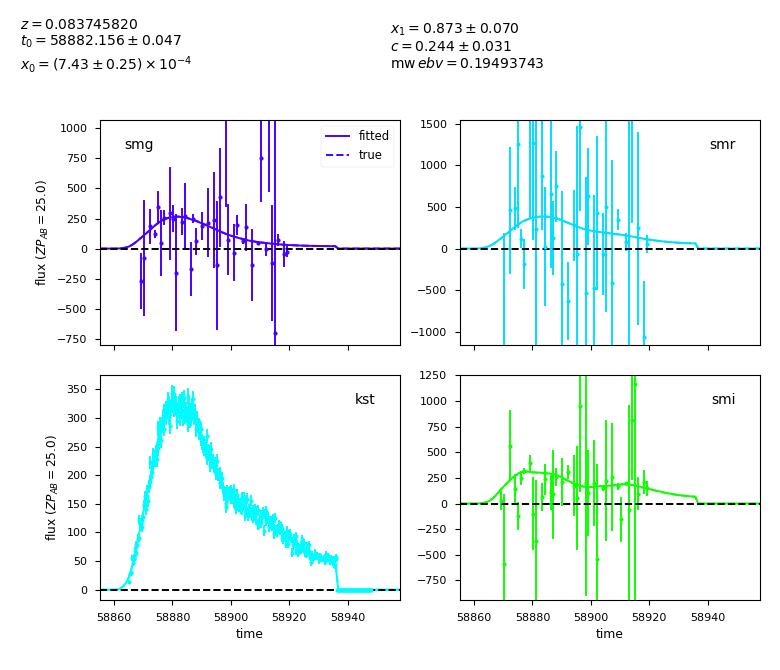 z = 0.083745820
t₀ = 58882.156 ± 0.047
x₀ = (7.43 ± 0.25) × 10⁻⁴
x₁ = 0.873 ± 0.070
c = 0.244 ± 0.031
mw ebv = 0.19493743
smg
fitted
true
1000
750
500
250
0
−250
−500
−750
flux (ZP_AB = 25.0)
smr
1500
1000
500
0
−500
−1000
kst
350
300
250
200
150
100
50
0
flux (ZP_AB = 25.0)
58860 58880 58900 58920 58940
time
smi
1250
1000
750
500
250
0
−250
−500
−750
58860 58880 58900 58920 58940
time